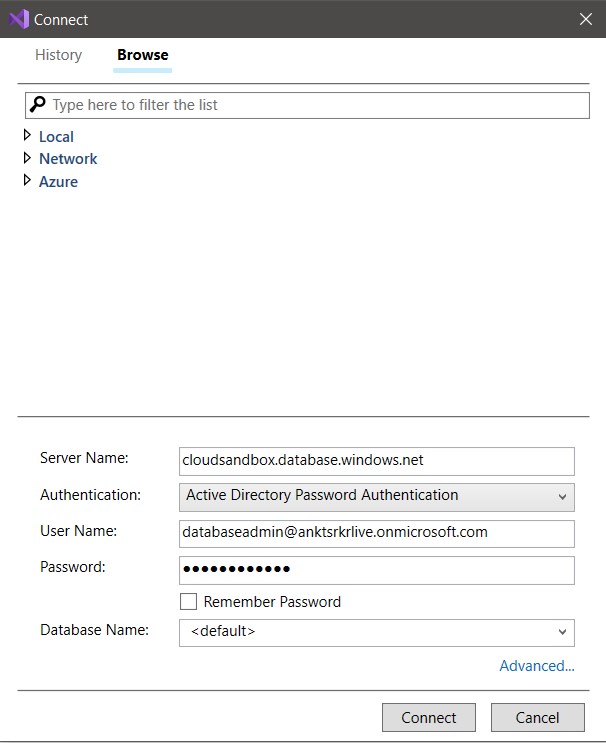 Connect
History Browse
Type here to filter the list
Local
Network
Azure
Server Name: cloudsandbox.database.windows.net
Authentication: Active Directory Password Authentication
User Name: databaseadmin@anktsrkrlive.onmicrosoft.com
Password: ●●●●●●●●●●●●
Remember Password
Database Name: <default>
Advanced...
Connect Cancel